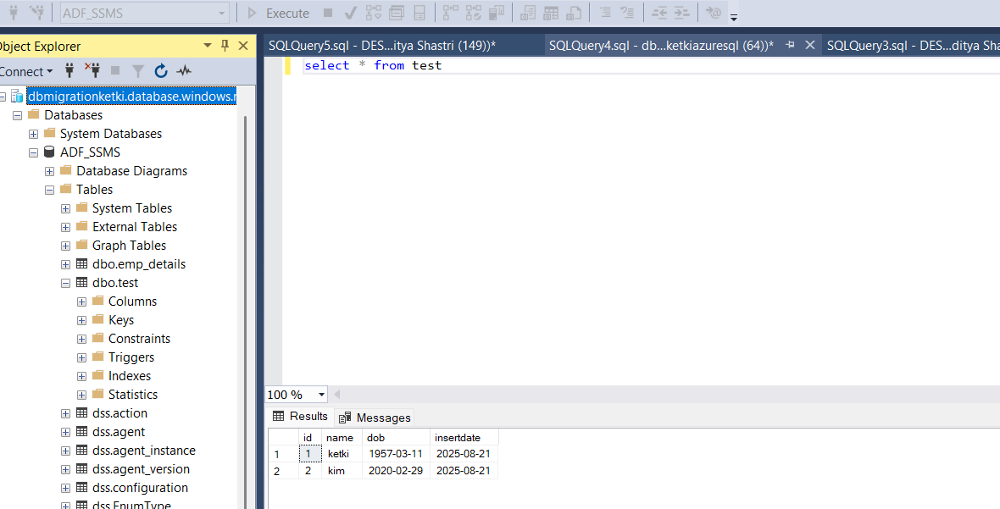 ADF_SSMS
Execute
Object Explorer
SQLQuery5.sql - DES...itya Shastri (149))*
SQLQuery4.sql - db...ketkiazuresql (64))*
SQLQuery3.sql - DES...ditya Sha
Connect
select * from test
dbmigrationketki.database.windows.n
Databases
System Databases
ADF_SSMS
Database Diagrams
Tables
System Tables
External Tables
Graph Tables
dbo.emp_details
dbo.test
Columns
Keys
Constraints
Triggers
Indexes
Statistics
dss.action
dss.agent
dss.agent_instance
dss.agent_version
dss.configuration
dss.EnumType
100 %
Results Messages
id name dob insertdate
1 1 ketki 1957-03-11 2025-08-21
2 2 kim 2020-02-29 2025-08-21